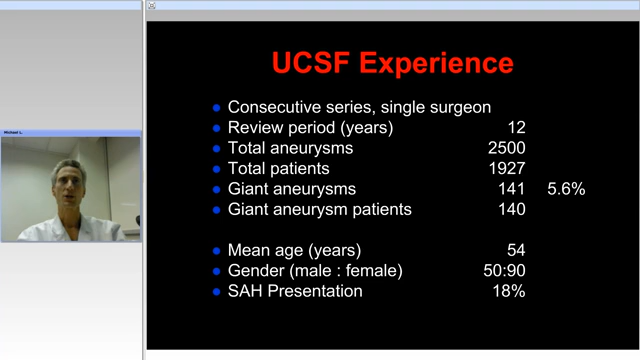 UCSF Experience
Consecutive series, single surgeon
Review period (years) 12
Total aneurysms 2500
Total patients 1927
Giant aneurysms 141 5.6%
Giant aneurysm patients 140
Mean age (years) 54
Gender (male : female) 50:90
SAH Presentation 18%
Michael L.